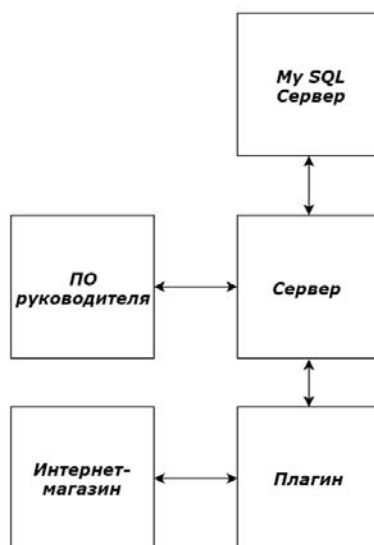 My SQL
Сервер
ПО
руководителя
Сервер
Интернет-
магазин
Плагин